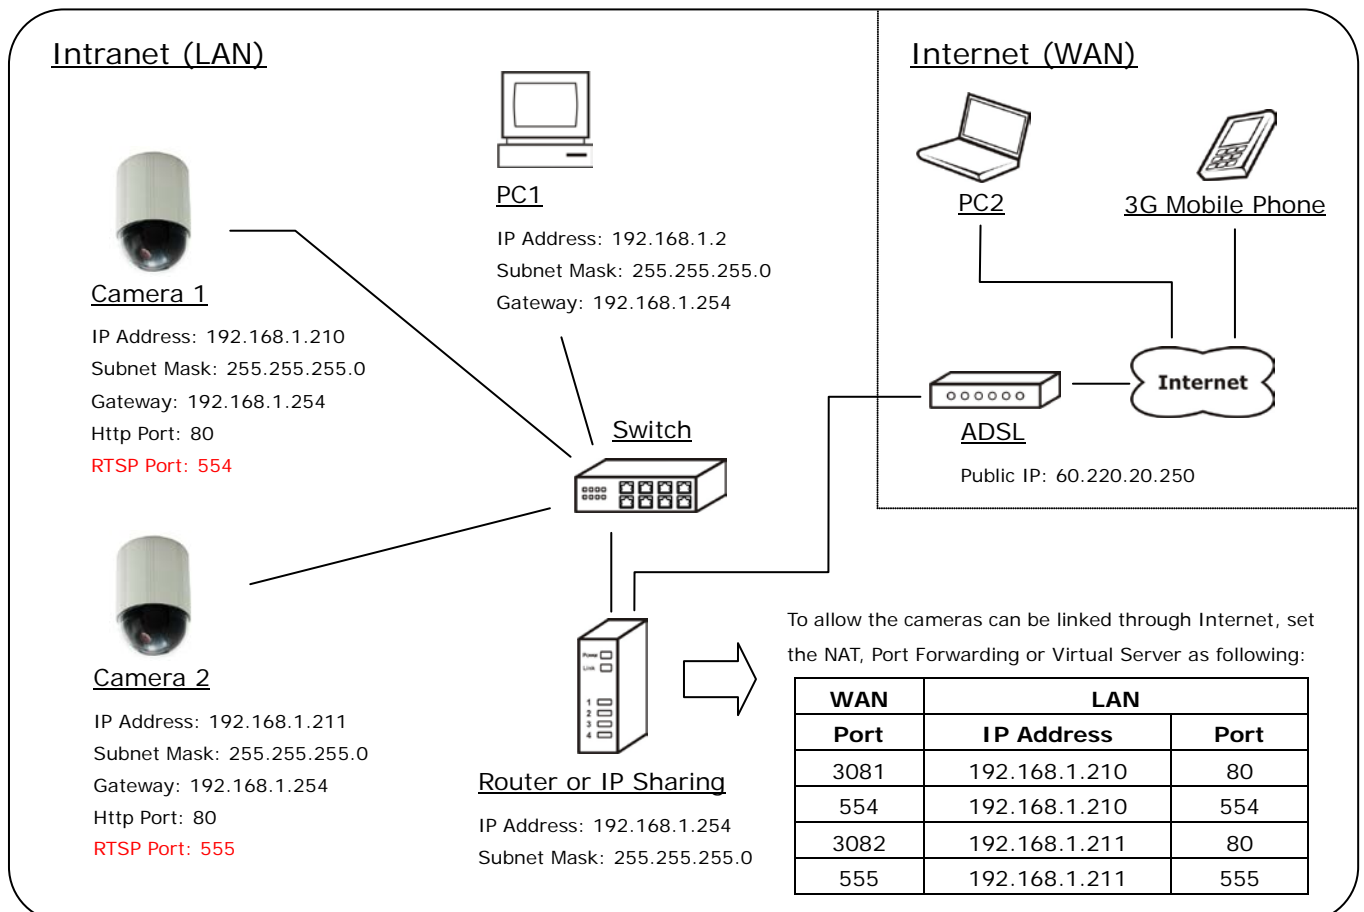 Intranet (LAN)
Internet (WAN)
PC1
IP Address: 192.168.1.2
Subnet Mask: 255.255.255.0
Gateway: 192.168.1.254
PC2
3G Mobile Phone
Camera 1
IP Address: 192.168.1.210
Subnet Mask: 255.255.255.0
Gateway: 192.168.1.254
Http Port: 80
RTSP Port: 554
Switch
Internet
ADSL
Public IP: 60.220.20.250
Camera 2
IP Address: 192.168.1.211
Subnet Mask: 255.255.255.0
Gateway: 192.168.1.254
Http Port: 80
RTSP Port: 555
Power
Link
1
2
3
4
Router or IP Sharing
IP Address: 192.168.1.254
Subnet Mask: 255.255.255.0
To allow the cameras can be linked through Internet, set
the NAT, Port Forwarding or Virtual Server as following:
WAN LAN
Port IP Address Port
3081 192.168.1.210 80
554 192.168.1.210 554
3082 192.168.1.211 80
555 192.168.1.211 555